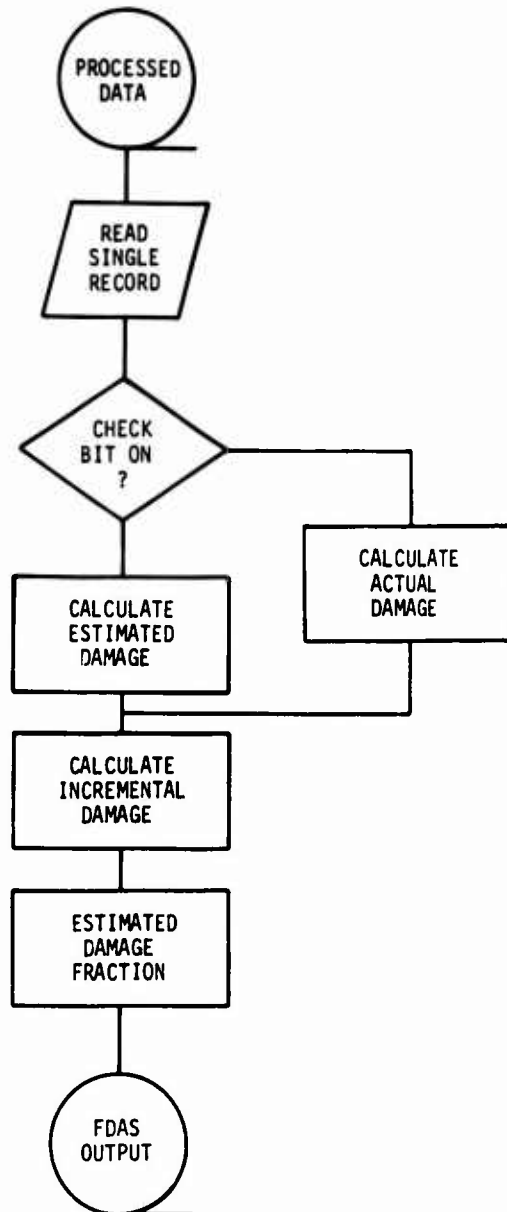 PROCESSED
DATA
READ
SINGLE
RECORD
CHECK
BIT ON
?
CALCULATE
ACTUAL
DAMAGE
CALCULATE
ESTIMATED
DAMAGE
CALCULATE
INCREMENTAL
DAMAGE
ESTIMATED
DAMAGE
FRACTION
FDAS
OUTPUT